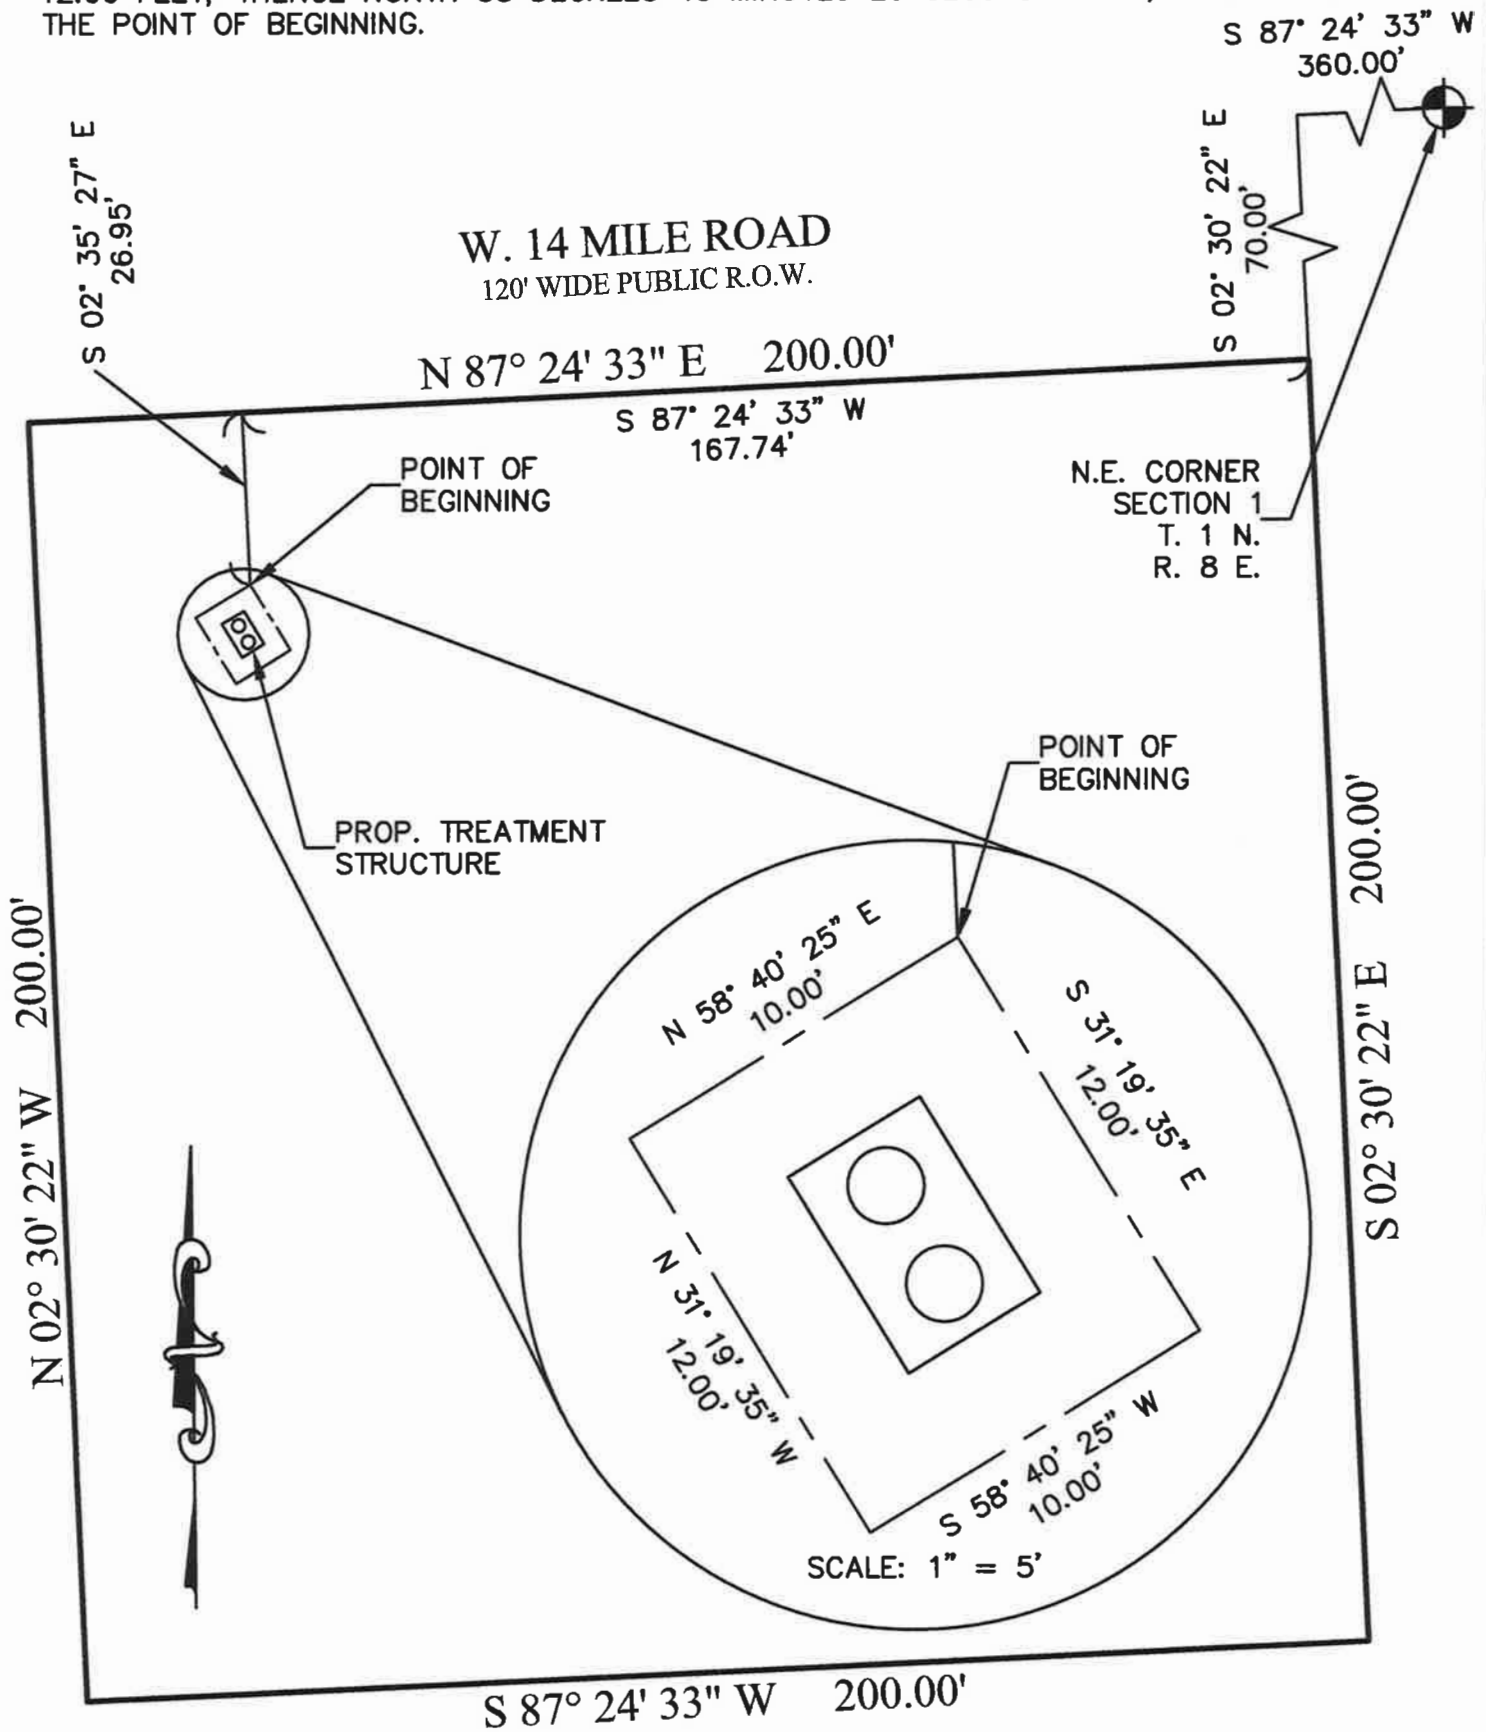 THE POINT OF BEGINNING.
S 87° 24' 33" W
360.00'
S 02° 35' 27" E
26.95'
S 02° 30' 22" E
70.00'
W. 14 MILE ROAD
120' WIDE PUBLIC R.O.W.
N 87° 24' 33" E 200.00'
S 87° 24' 33" W
167.74'
POINT OF
BEGINNING
N.E. CORNER
SECTION 1
T. 1 N.
R. 8 E.
PROP. TREATMENT
STRUCTURE
POINT OF
BEGINNING
N 02° 30' 22" W 200.00'
S 02° 30' 22" E 200.00'
N 58° 40' 25" E
10.00'
S 31° 19' 35" E
12.00'
N 31° 19' 35" W
12.00'
S 58° 40' 25" W
10.00'
SCALE: 1" = 5'
S 87° 24' 33" W 200.00'